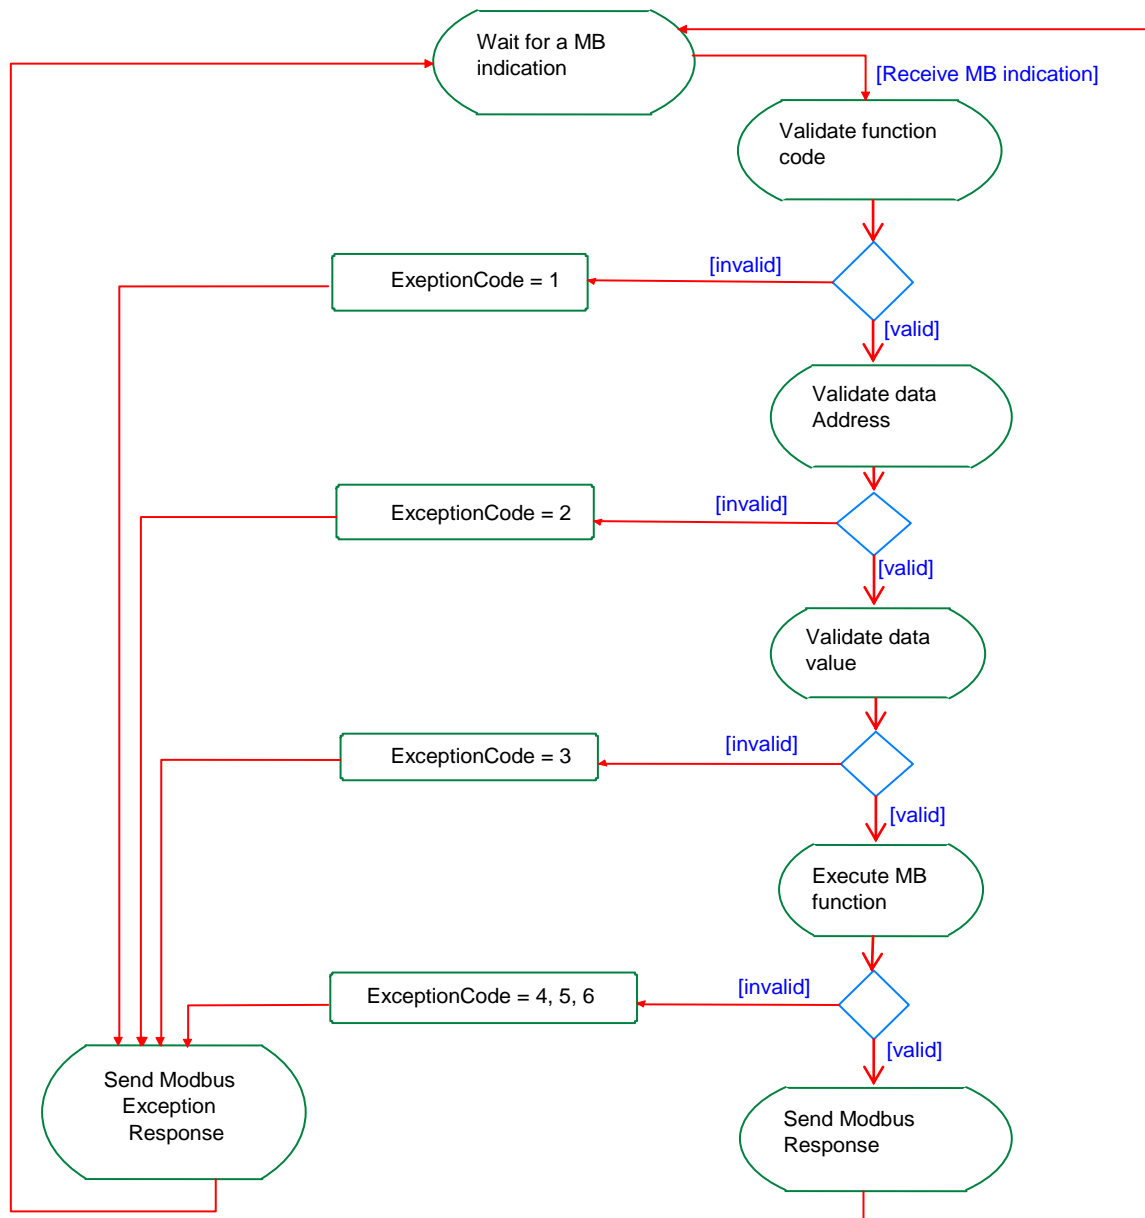 Wait for a MB
indication
[Receive MB indication]
Validate function
code
[invalid]
ExeptionCode = 1
[valid]
Validate data
Address
[invalid]
ExceptionCode = 2
[valid]
Validate data
value
[invalid]
ExceptionCode = 3
[valid]
Execute MB
function
[invalid]
ExceptionCode = 4, 5, 6
[valid]
Send Modbus
Exception
Response
Send Modbus
Response